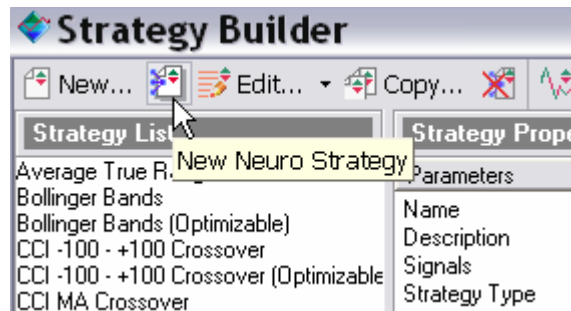 Strategy Builder
New... Edit... Copy...
Strategy Lis Strategy Prope
New Neuro Strategy
Average True R Parameters
Bollinger Bands
Bollinger Bands (Optimizable)
CCI -100 - +100 Crossover
CCI -100 - +100 Crossover (Optimizable
CCI MA Crossover
Name
Description
Signals
Strategy Type